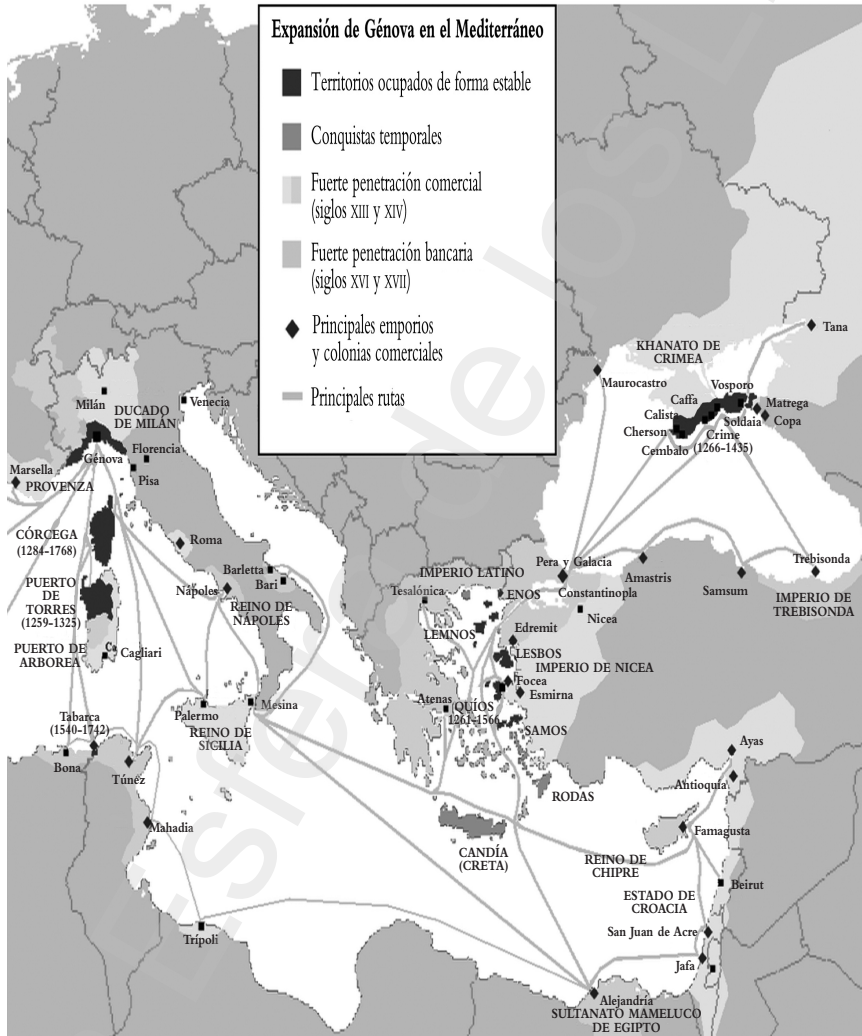 Expansión de Génova en el Mediterráneo
Territorios ocupados de forma estable
Conquistas temporales
Fuerte penetración comercial
(siglos XIII y XIV)
Fuerte penetración bancaria
(siglos XVI y XVII)
Principales emporios
y colonias comerciales
Principales rutas
Tana
KHANATO DE
CRIMEA
Maurocastro
Vosporo
Caffa
Matrega
Calista
Soldaia
Copa
Cherson
Crime
Cembalo
(1266-1435)
Milán
Venecia
DUCADO
DE MILÁN
Florencia
Génova
Marsella
Pisa
PROVENZA
CÓRCEGA
(1284-1768)
Roma
Barletta
Bari
Nápoles
PUERTO
DE
TORRES
(1259-1325)
REINO DE
NÁPOLES
PUERTO DE
ARBOREA
Ca
Cagliari
IMPERIO LATINO
Tesalónica
ENOS
Pera y Galacia
Constantinopla
Amastris
Samsum
Trebisonda
IMPERIO DE
TREBISONDA
Nicea
LEMNOS
Edremit
LESBOS
IMPERIO DE NICEA
Focea
Esmirna
Atenas
QUÍOS
1261-1566
SAMOS
Tabarca
(1540-1742)
Palermo
Mesina
REINO DE
SICILIA
Bona
Túnez
Mahadia
Trípoli
RODAS
CANDÍA
(CRETA)
Ayas
Antioquía
Famagusta
REINO DE
CHIPRE
Beirut
ESTADO DE
CROACIA
San Juan de Acre
Jafa
Alejandría
SULTANATO MAMELUCO
DE EGIPTO
Esfera de los L